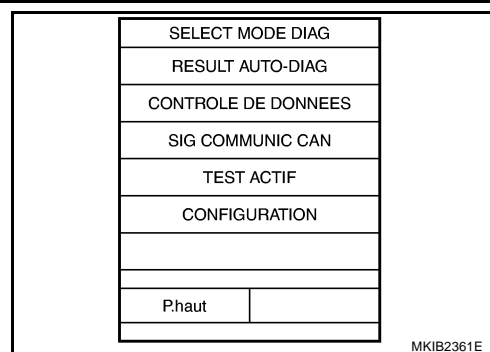 SELECT MODE DIAG
RESULT AUTO-DIAG
CONTROLE DE DONNEES
SIG COMMUNIC CAN
TEST ACTIF
CONFIGURATION
P.haut
MKIB2361E